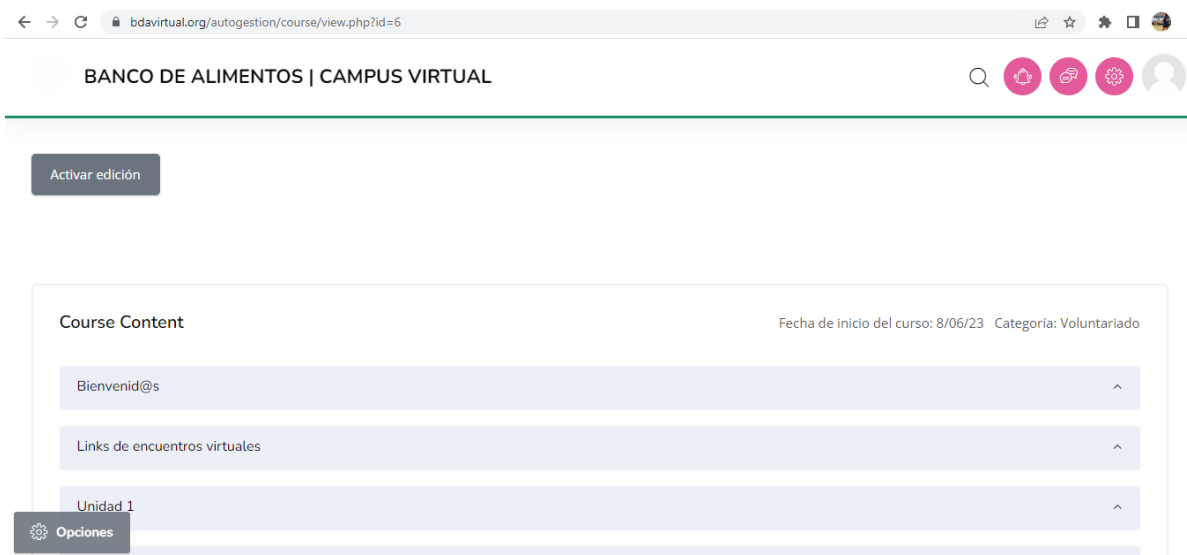 bdavirtual.org/autogestion/course/view.php?id=6
BANCO DE ALIMENTOS | CAMPUS VIRTUAL
Activar edición
Course Content
Fecha de inicio del curso: 8/06/23 Categoría: Voluntariado
Bienvenid@s
Links de encuentros virtuales
Unidad 1
Opciones